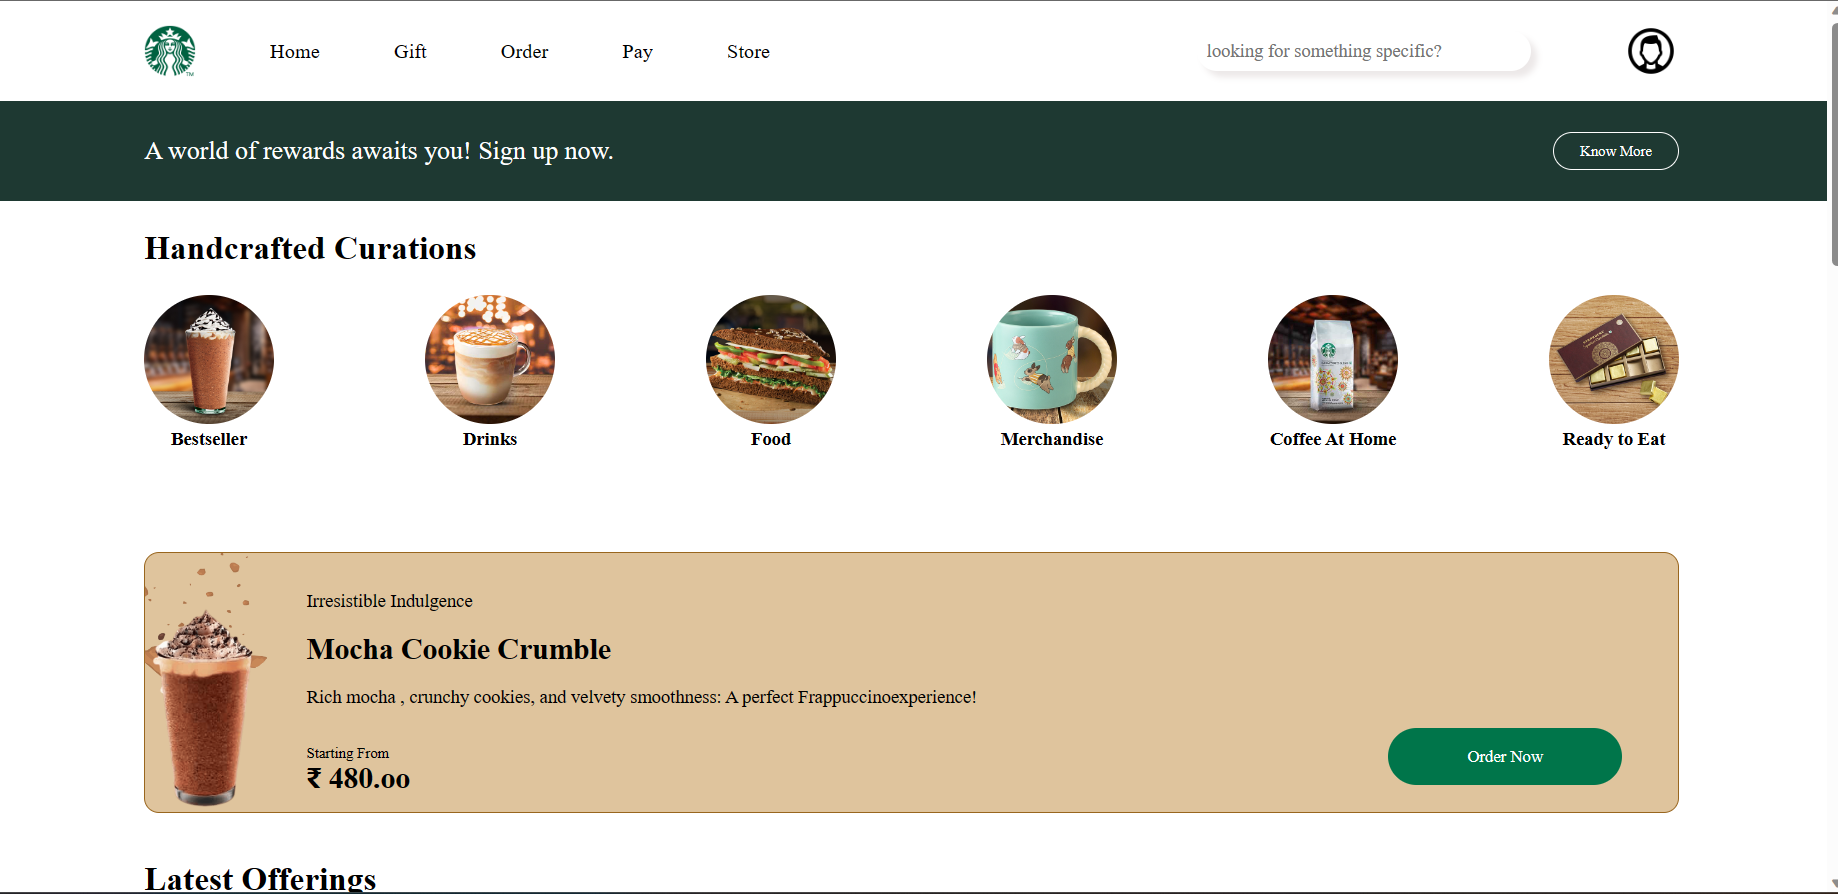 Home Gift Order Pay Store looking for something specific?
A world of rewards awaits you! Sign up now. Know More
Handcrafted Curations
Bestseller Drinks Food Merchandise Coffee At Home Ready to Eat
Irresistible Indulgence
Mocha Cookie Crumble
Rich mocha , crunchy cookies, and velvety smoothness: A perfect Frappuccinoexperience!
Starting From
₹ 480.oo
Order Now
Latest Offerings